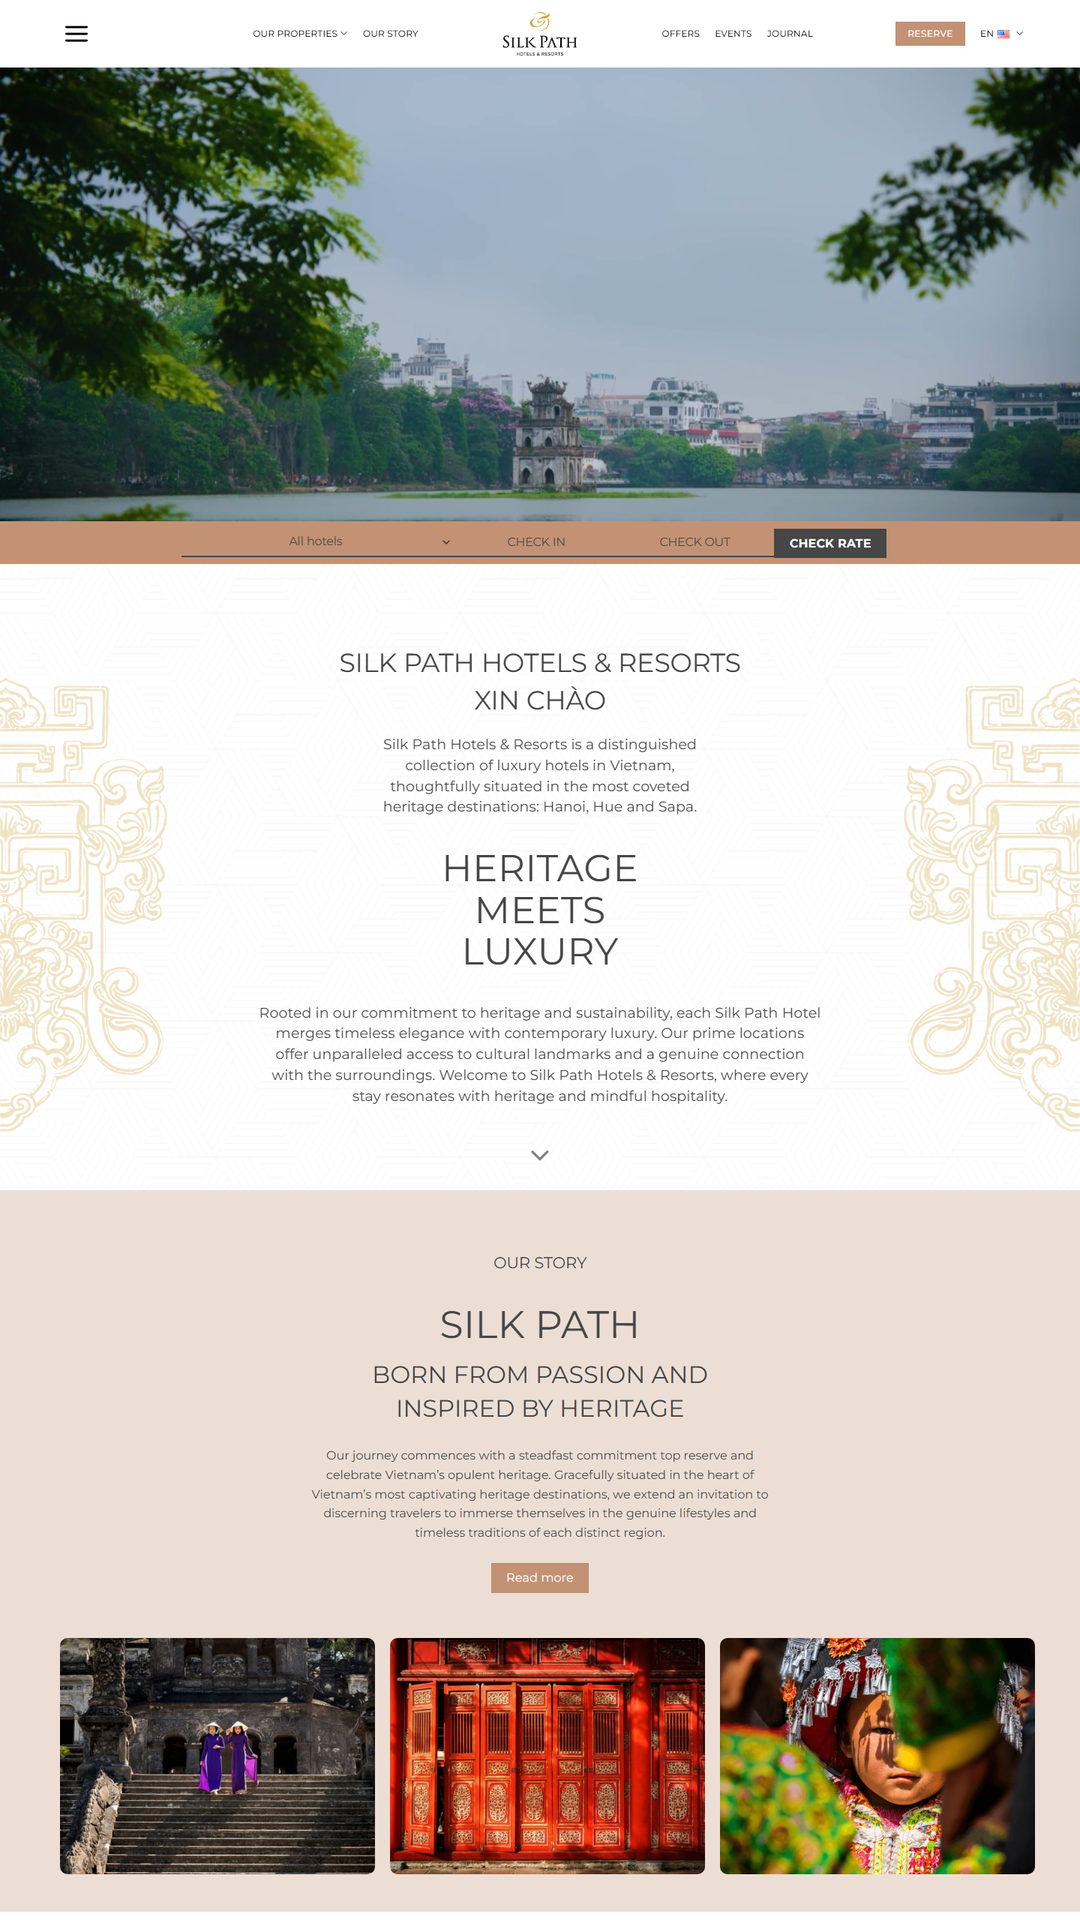 OUR PROPERTIES
OUR STORY
SILK PATH
HOTELS & RESORTS
OFFERS
EVENTS
JOURNAL
RESERVE
EN
All hotels
CHECK IN
CHECK OUT
CHECK RATE
SILK PATH HOTELS & RESORTS
XIN CHÀO
Silk Path Hotels & Resorts is a distinguished
collection of luxury hotels in Vietnam,
thoughtfully situated in the most coveted
heritage destinations: Hanoi, Hue and Sapa.
HERITAGE
MEETS
LUXURY
Rooted in our commitment to heritage and sustainability, each Silk Path Hotel
merges timeless elegance with contemporary luxury. Our prime locations
offer unparalleled access to cultural landmarks and a genuine connection
with the surroundings. Welcome to Silk Path Hotels & Resorts, where every
stay resonates with heritage and mindful hospitality.
OUR STORY
SILK PATH
BORN FROM PASSION AND
INSPIRED BY HERITAGE
Our journey commences with a steadfast commitment top reserve and
celebrate Vietnam’s opulent heritage. Gracefully situated in the heart of
Vietnam’s most captivating heritage destinations, we extend an invitation to
discerning travelers to immerse themselves in the genuine lifestyles and
timeless traditions of each distinct region.
Read more